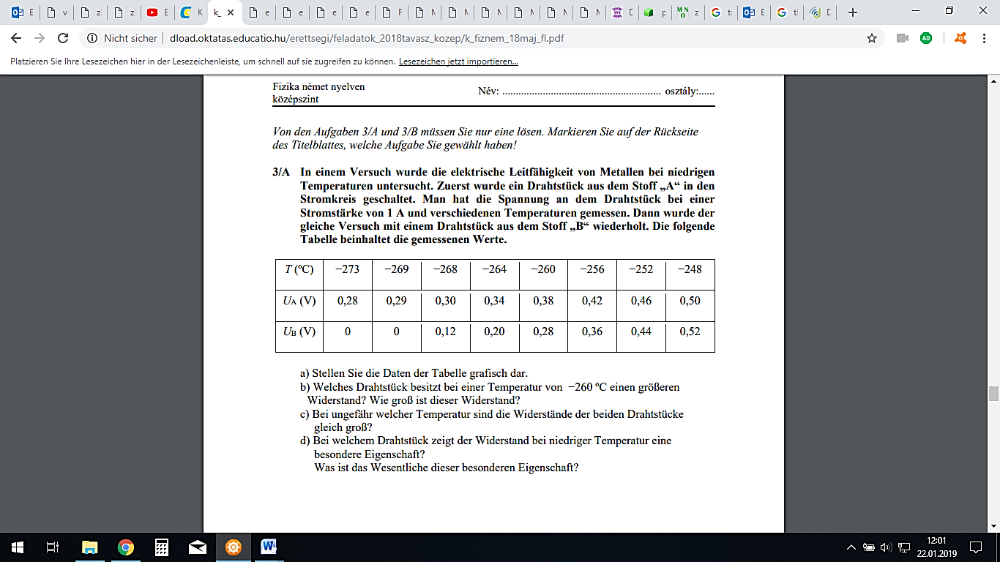 E v z z E K k_ e e e e F N N N N N N D p z tı E tl D
Nicht sicher | dload.oktatas.educatio.hu/erettsegi/feladatok_2018tavasz_kozep/k_fiznem_18maj_fl.pdf
Platzieren Sie Ihre Lesezeichen hier in der Lesezeichenleiste, um schnell auf sie zugreifen zu können. Lesezeichen jetzt importieren...
Fizika német nyelven
középszint
Név: ........................................................... osztály:......
Von den Aufgaben 3/A und 3/B müssen Sie nur eine lösen. Markieren Sie auf der Rückseite
des Titelblattes, welche Aufgabe Sie gewählt haben!
3/A In einem Versuch wurde die elektrische Leitfähigkeit von Metallen bei niedrigen
Temperaturen untersucht. Zuerst wurde ein Drahtstück aus dem Stoff „A“ in den
Stromkreis geschaltet. Man hat die Spannung an dem Drahtstück bei einer
Stromstärke von 1 A und verschiedenen Temperaturen gemessen. Dann wurde der
gleiche Versuch mit einem Drahtstück aus dem Stoff „B“ wiederholt. Die folgende
Tabelle beinhaltet die gemessenen Werte.
T (ºC) −273 −269 −268 −264 −260 −256 −252 −248
UA (V) 0,28 0,29 0,30 0,34 0,38 0,42 0,46 0,50
UB (V) 0 0 0,12 0,20 0,28 0,36 0,44 0,52
a) Stellen Sie die Daten der Tabelle grafisch dar.
b) Welches Drahtstück besitzt bei einer Temperatur von −260 ºC einen größeren
Widerstand? Wie groß ist dieser Widerstand?
c) Bei ungefähr welcher Temperatur sind die Widerstände der beiden Drahtstücke
gleich groß?
d) Bei welchem Drahtstück zeigt der Widerstand bei niedriger Temperatur eine
besondere Eigenschaft?
Was ist das Wesentliche dieser besonderen Eigenschaft?
12:01
22.01.2019